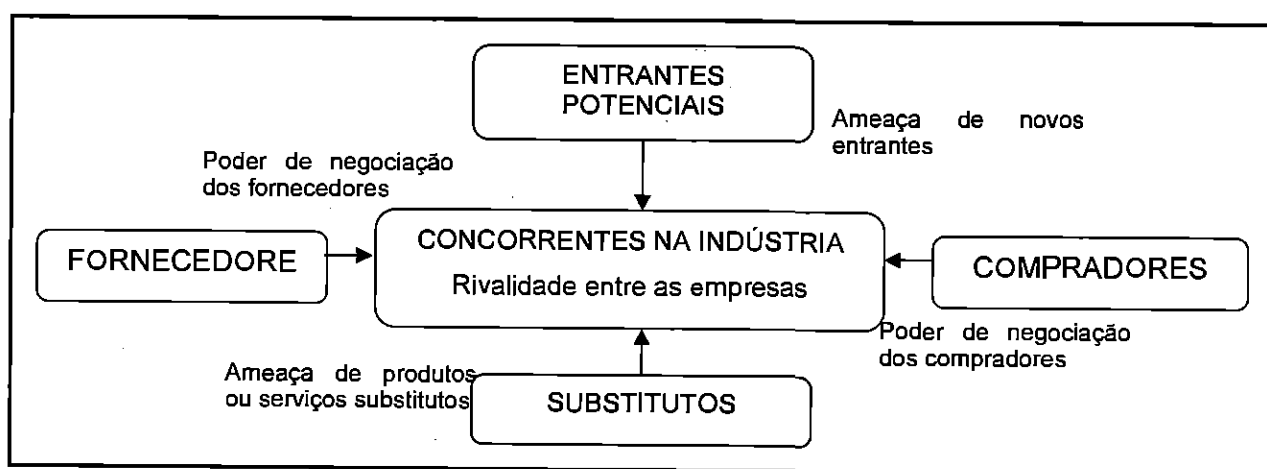 ENTRANTES
POTENCIAIS
Ameaça de novos
entrantes
Poder de negociação
dos fornecedores
FORNECEDORE
CONCORRENTES NA INDÚSTRIA
Rivalidade entre as empresas
COMPRADORES
Poder de negociação
dos compradores
Ameaça de produtos
ou serviços substitutos
SUBSTITUTOS